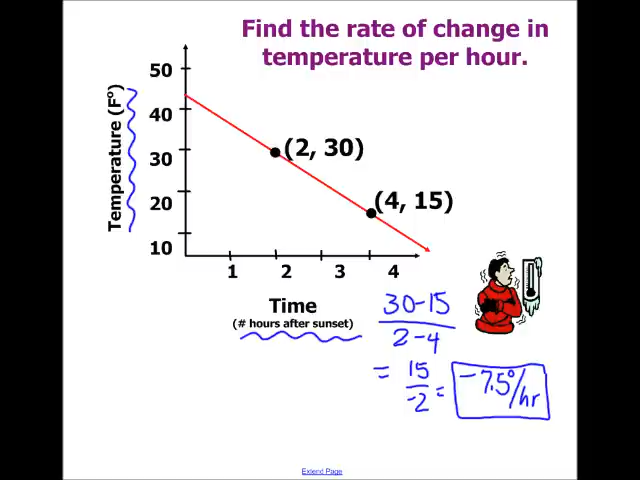 Find the rate of change in
temperature per hour.
50
40
30
20
10
Temperature (Fº)
(2, 30)
(4, 15)
1 2 3 4
Time
(# hours after sunset)
30-15
2-4
= 15
-2 =
-7.5°/hr
Extend Page